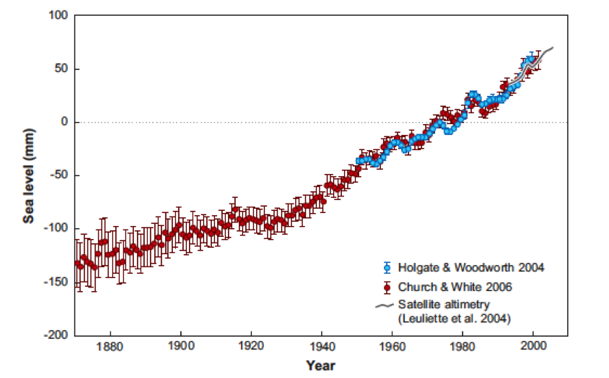 100
50
0
-50
-100
-150
-200
Sea level (mm)
Holgate & Woodworth 2004
Church & White 2006
Satellite altimetry
(Leuliette et al. 2004)
1880
1900
1920
1940
1960
1980
2000
Year